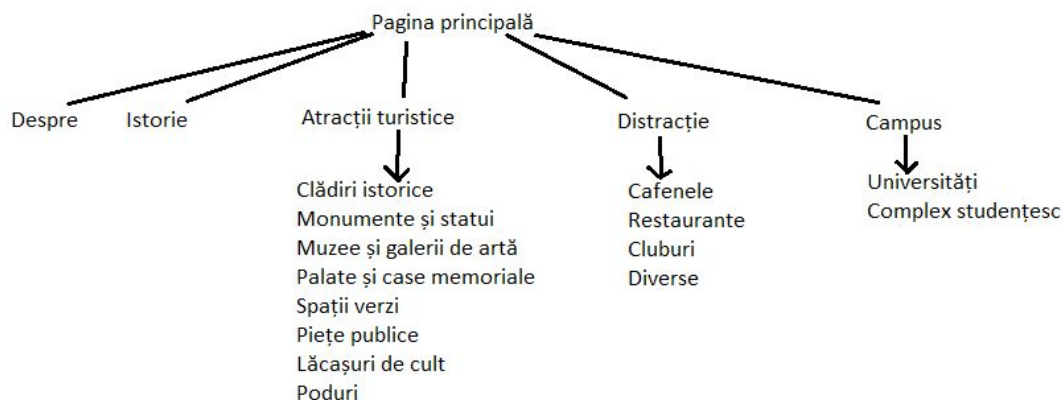 Pagina principală
Despre
Istorie
Atracții turistice
Distracție
Campus
Clădiri istorice
Monumente și statui
Muzee și galerii de artă
Palate și case memoriale
Spații verzi
Piețe publice
Lăcașuri de cult
Poduri
Cafenele
Restaurante
Cluburi
Diverse
Universități
Complex studențesc